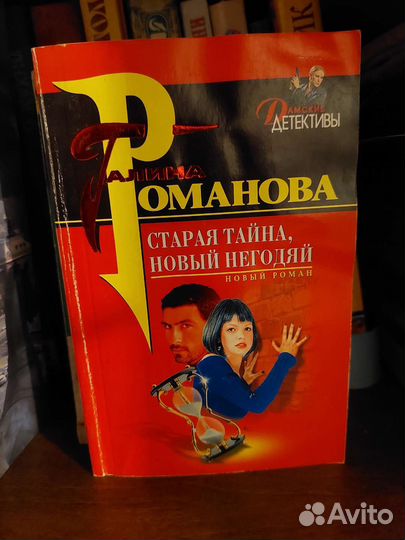 Дамские
Детективы
Галина
Романова
Старая тайна,
новый негодяй
новый роман
Avito